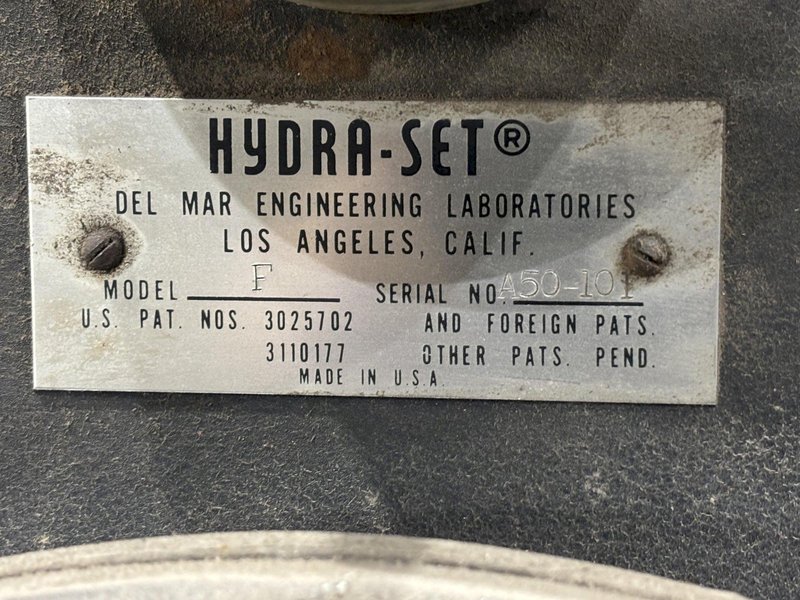 HYDRA-SET®
DEL MAR ENGINEERING LABORATORIES
LOS ANGELES, CALIF.
MODEL F SERIAL NO. A50-101
U.S. PAT. NOS. 3025702 AND FOREIGN PATS.
3110177 OTHER PATS. PEND.
MADE IN U.S.A.